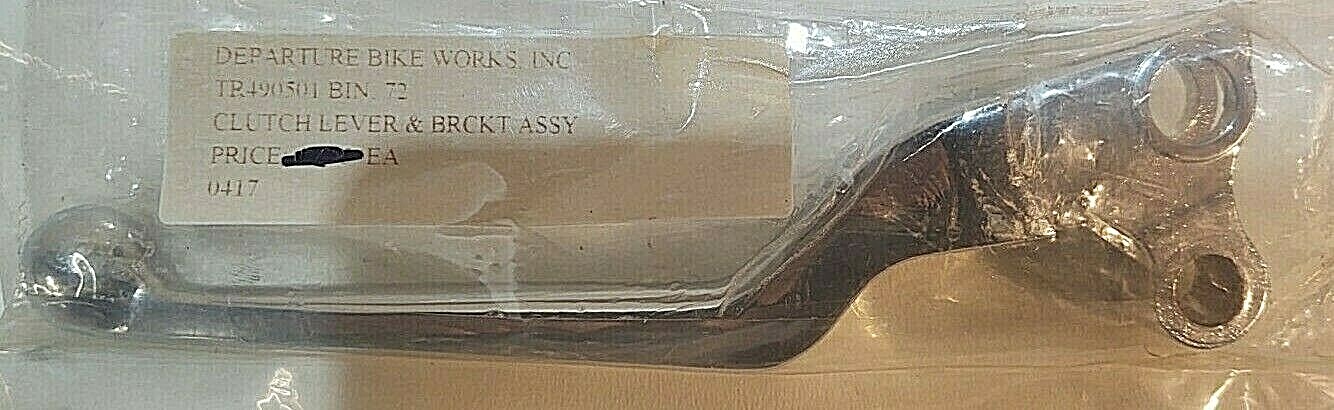 DEPARTURE BIKE WORKS, INC
TR490501 BIN: 72
CLUTCH LEVER & BRCKT ASSY
PRICE EA
0417